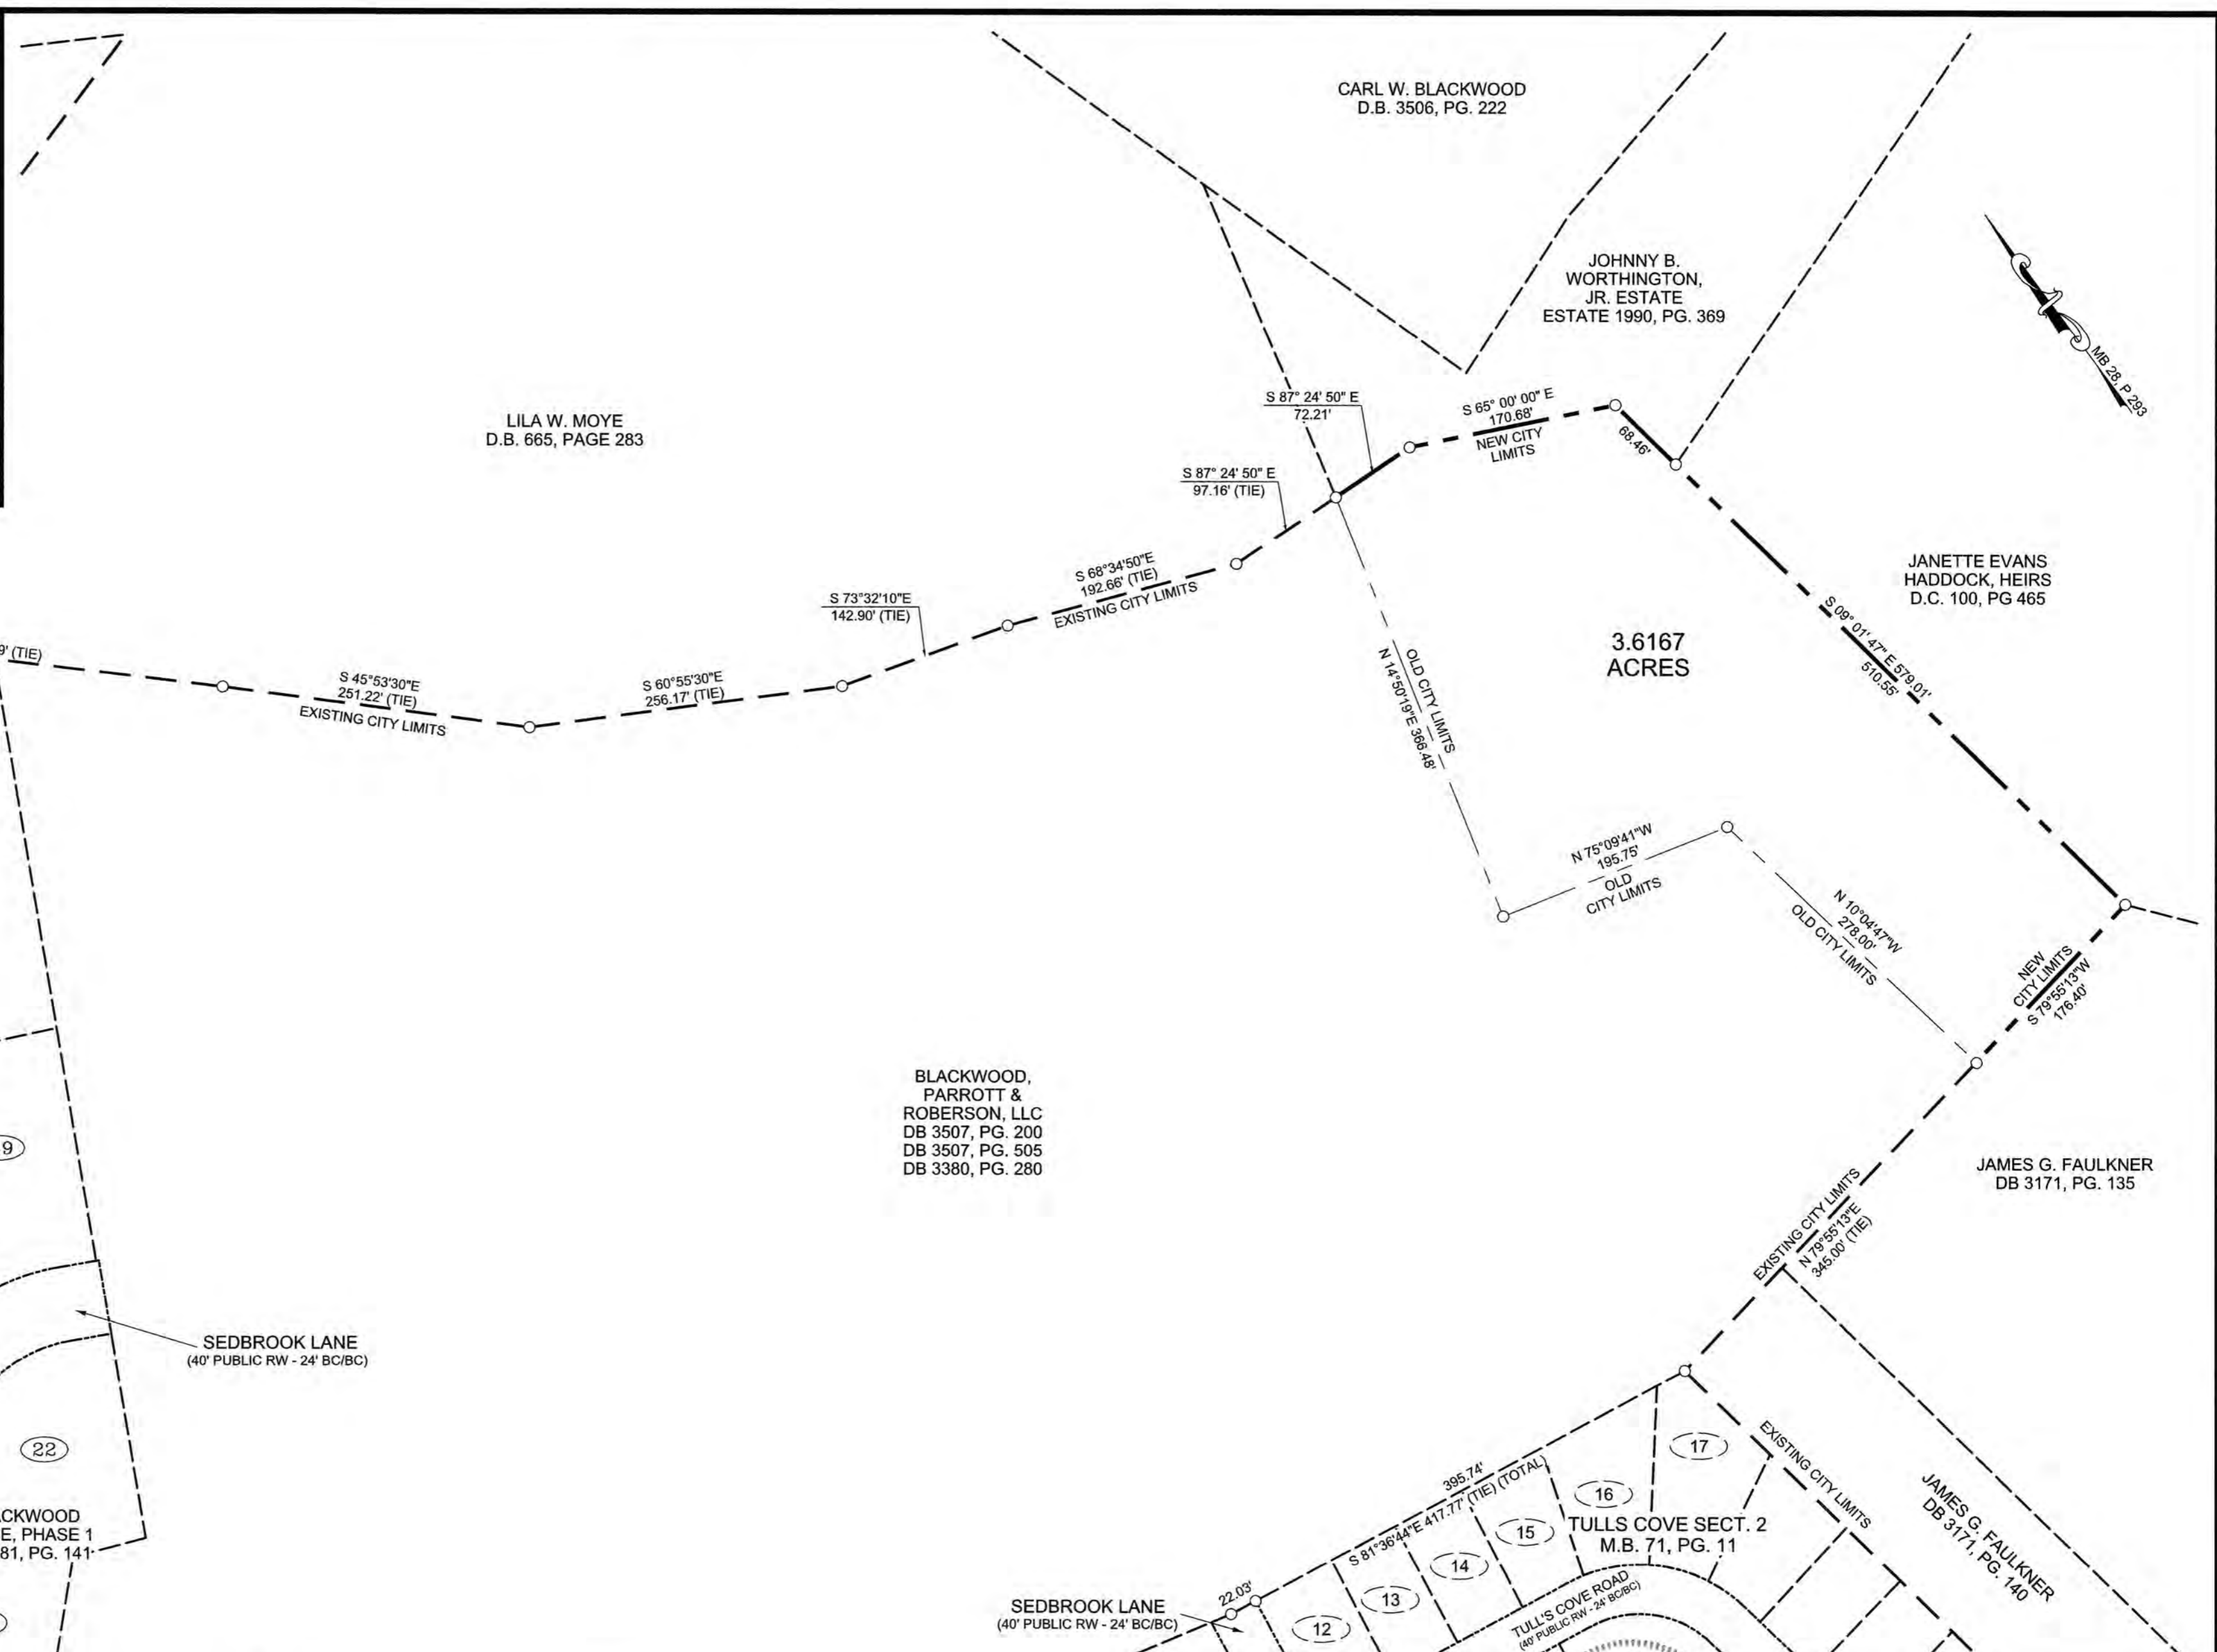 CARL W. BLACKWOOD
D.B. 3506, PG. 222
JOHNNY B.
WORTHINGTON,
JR. ESTATE
ESTATE 1990, PG. 369
MB 28, P 293
LILA W. MOYE
D.B. 665, PAGE 283
S 87° 24' 50" E
72.21'
S 65° 00' 00" E
170.68'
NEW CITY
LIMITS
68.46'
S 87° 24' 50" E
97.16' (TIE)
S 68°34'50"E
192.66' (TIE)
EXISTING CITY LIMITS
S 73°32'10"E
142.90' (TIE)
9' (TIE)
S 45°53'30"E
251.22' (TIE)
EXISTING CITY LIMITS
S 60°55'30"E
256.17' (TIE)
JANETTE EVANS
HADDOCK, HEIRS
D.C. 100, PG 465
3.6167
ACRES
S 09° 01' 47" E 579.01'
510.55'
OLD CITY LIMITS
N 14°50'19"E 366.48'
N 75°09'41"W
195.75'
OLD
CITY LIMITS
N 10°04'47"W
278.00'
OLD CITY LIMITS
NEW
CITY LIMITS
S 79°55'13"W
176.40'
BLACKWOOD,
PARROTT &
ROBERSON, LLC
DB 3507, PG. 200
DB 3507, PG. 505
DB 3380, PG. 280
JAMES G. FAULKNER
DB 3171, PG. 135
EXISTING CITY LIMITS
N 79°55'13"E
345.00' (TIE)
9
SEDBROOK LANE
(40' PUBLIC RW - 24' BC/BC)
22
CKWOOD
E, PHASE 1
81, PG. 141
395.74'
S 81°36'44"E 417.77' (TIE) (TOTAL)
22.03'
SEDBROOK LANE
(40' PUBLIC RW - 24' BC/BC)
12
13
14
15
16
17
TULLS COVE SECT. 2
M.B. 71, PG. 11
TULL'S COVE ROAD
(40' PUBLIC RW - 24' BC/BC)
EXISTING CITY LIMITS
JAMES G. FAULKNER
DB 3171, PG. 140